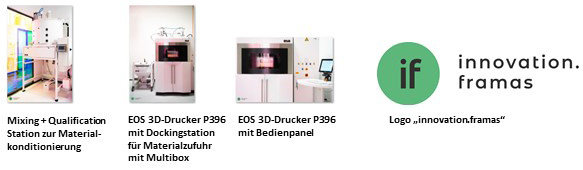 if
innovation.
framas
Mixing + Qualification
Station zur Material-
konditionierung
EOS 3D-Drucker P396
mit Dockingstation
für Materialzufuhr
mit Multibox
EOS 3D-Drucker P396
mit Bedienpanel
Logo „innovation.framas“